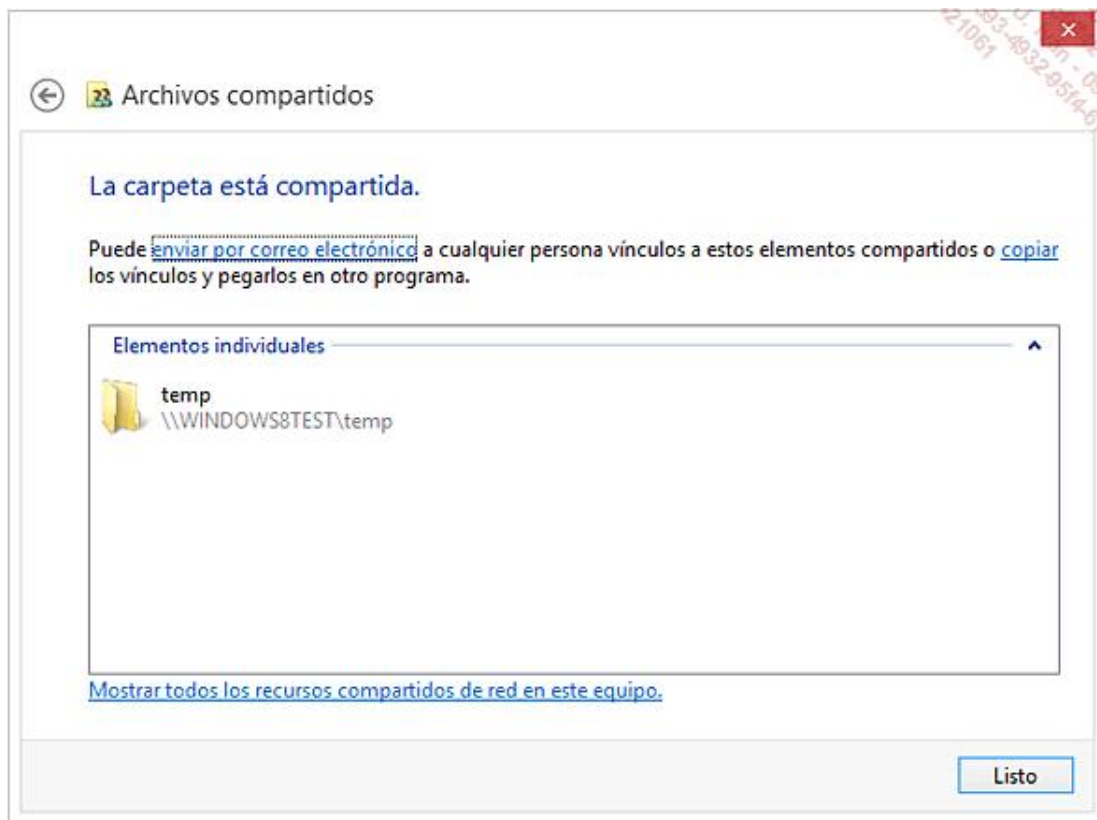 Archivos compartidos
La carpeta está compartida.
Puede enviar por correo electrónico a cualquier persona vínculos a estos elementos compartidos o copiar
los vínculos y pegarlos en otro programa.
Elementos individuales
temp
\\WINDOWS8TEST\temp
Mostrar todos los recursos compartidos de red en este equipo.
Listo